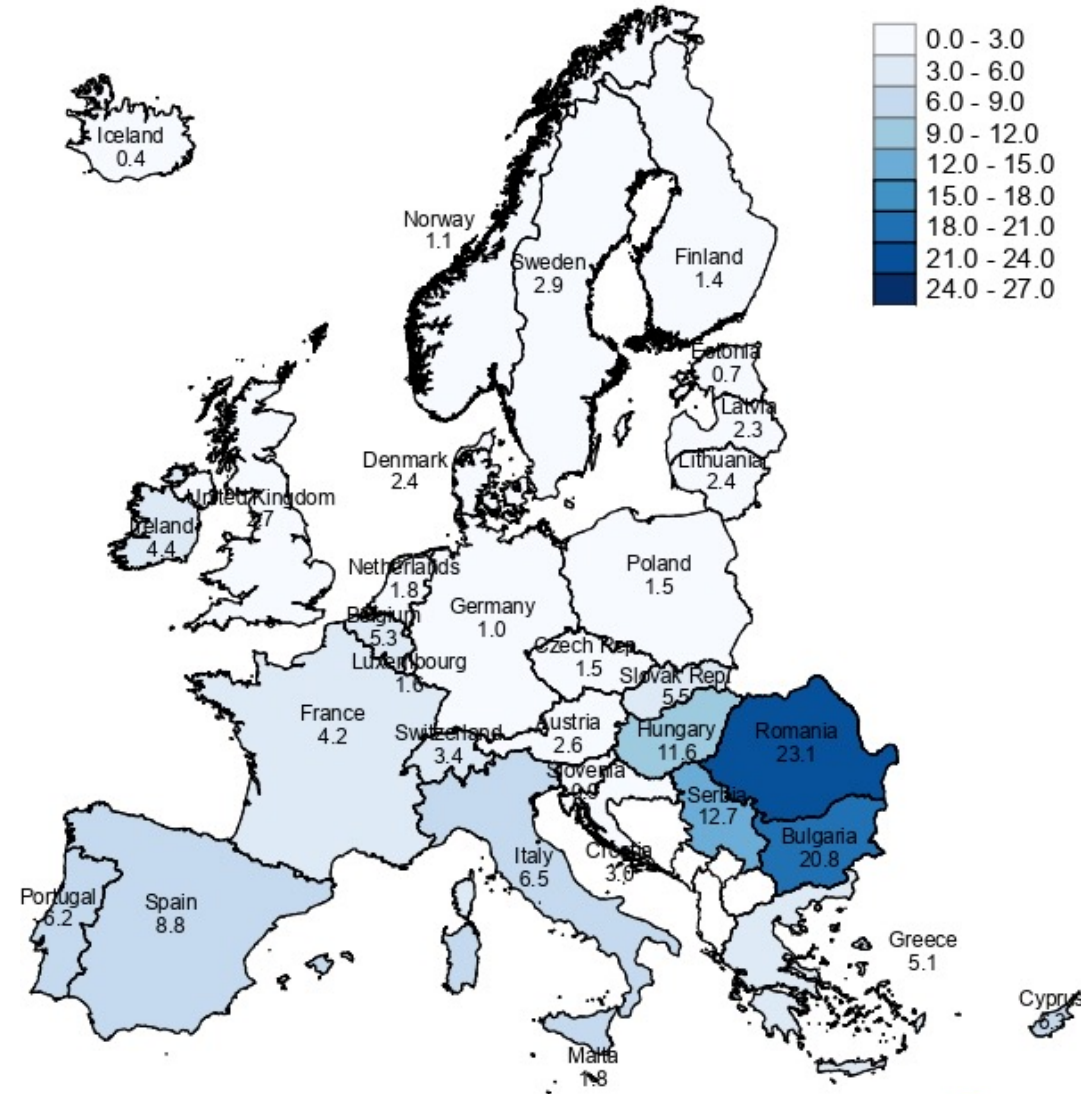 0.0 - 3.0
3.0 - 6.0
6.0 - 9.0
9.0 - 12.0
12.0 - 15.0
15.0 - 18.0
18.0 - 21.0
21.0 - 24.0
24.0 - 27.0
Iceland
0.4
Norway
1.1
Sweden
2.9
Finland
1.4
Estonia
0.7
Latvia
2.3
Lithuania
2.4
Denmark
2.4
United Kingdom
2.7
Ireland
4.4
Netherlands
1.8
Belgium
5.3
Luxembourg
1.6
Germany
1.0
Poland
1.5
Czech Rep.
1.5
Slovak Rep.
5.5
France
4.2
Switzerland
3.4
Austria
2.6
Hungary
11.6
Romania
23.1
Slovenia
Serbia
12.7
Croatia
3.0
Bulgaria
20.8
Italy
6.5
Portugal
6.2
Spain
8.8
Greece
5.1
Cyprus
6.3
Malta
1.8